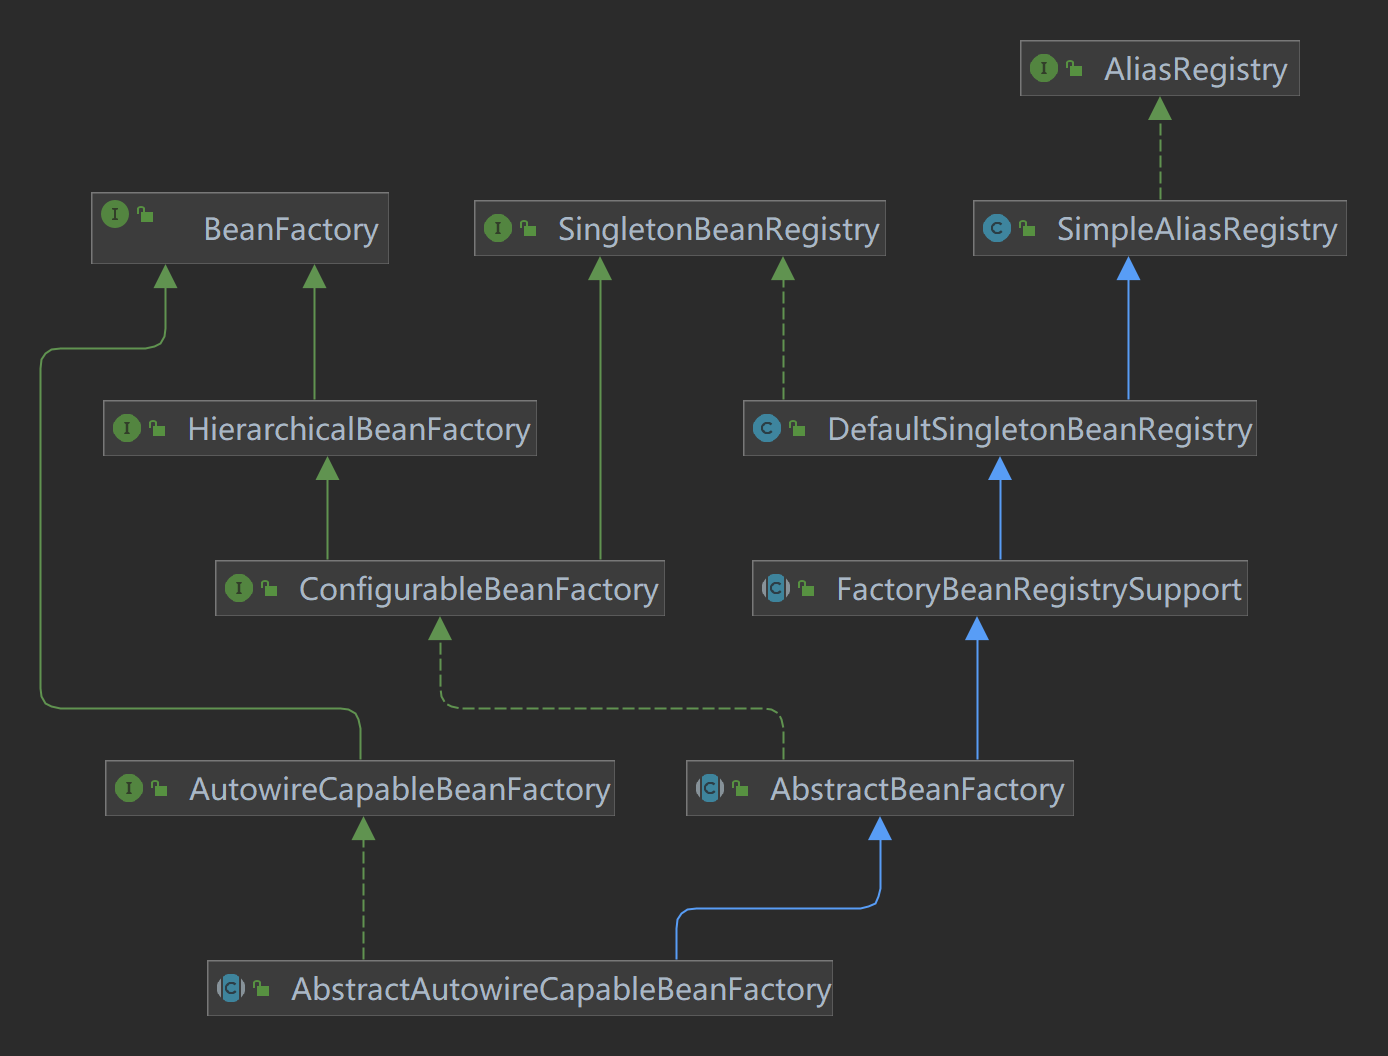 AliasRegistry
BeanFactory
SingletonBeanRegistry
SimpleAliasRegistry
HierarchicalBeanFactory
DefaultSingletonBeanRegistry
ConfigurableBeanFactory
FactoryBeanRegistrySupport
AutowireCapableBeanFactory
AbstractBeanFactory
AbstractAutowireCapableBeanFactory